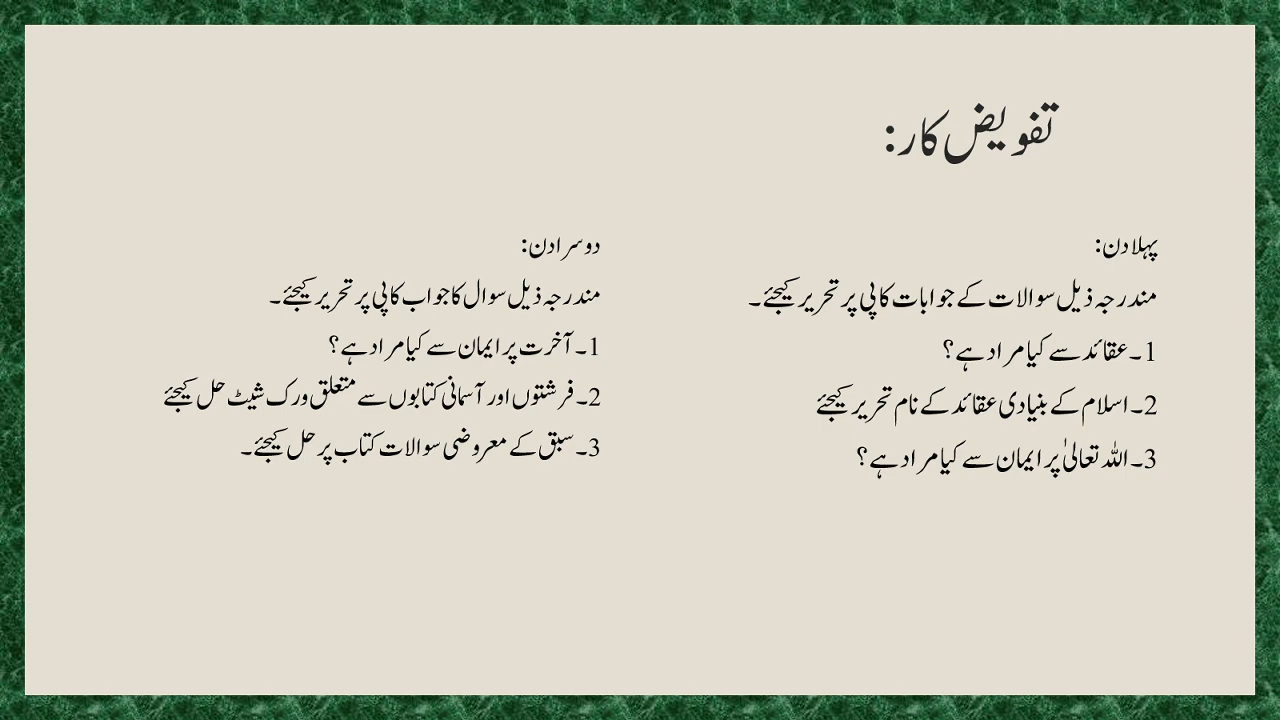 تفویض کار:
پہلا دن:
مندرجہ ذیل سوالات کے جوابات کاپی پر تحریر کیجئے۔
1۔عقائد سے کیا مراد ہے؟
2۔اسلام کے بنیادی عقائد کے نام تحریر کیجئے
3۔اللہ تعالیٰ پر ایمان سے کیا مراد ہے؟
دوسرا دن:
مندرجہ ذیل سوال کا جواب کاپی پر تحریر کیجئے۔
1۔آخرت پر ایمان سے کیا مراد ہے؟
2۔فرشتوں اور آسمانی کتابوں سے متعلق ورک شیٹ حل کیجئے
3۔سبق کے معروضی سوالات کتاب پر حل کیجئے۔